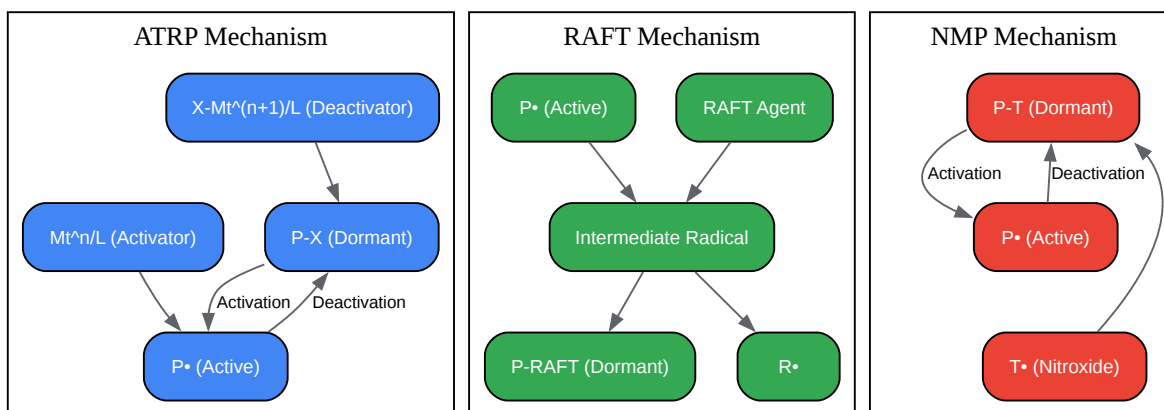 ATRP Mechanism
X-Mt^(n+1)/L (Deactivator)
Mt^n/L (Activator)
P-X (Dormant)
Activation
Deactivation
P• (Active)
RAFT Mechanism
P• (Active)
RAFT Agent
Intermediate Radical
P-RAFT (Dormant)
R•
NMP Mechanism
P-T (Dormant)
Activation
Deactivation
P• (Active)
T• (Nitroxide)